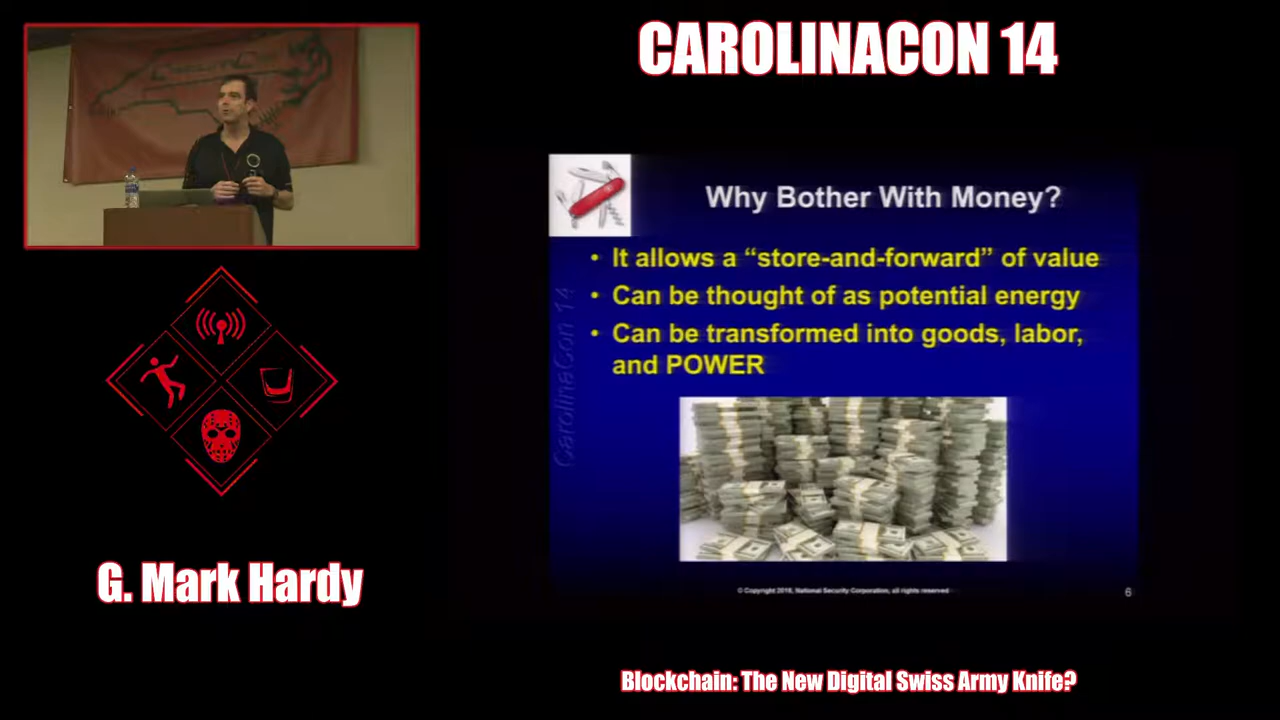 CAROLINACON 14
Why Bother With Money?
• It allows a “store-and-forward” of value
• Can be thought of as potential energy
• Can be transformed into goods, labor,
and POWER
CarolinaCon 14
© Copyright 2018, National Security Corporation, all rights reserved
6
G. Mark Hardy
Blockchain: The New Digital Swiss Army Knife?